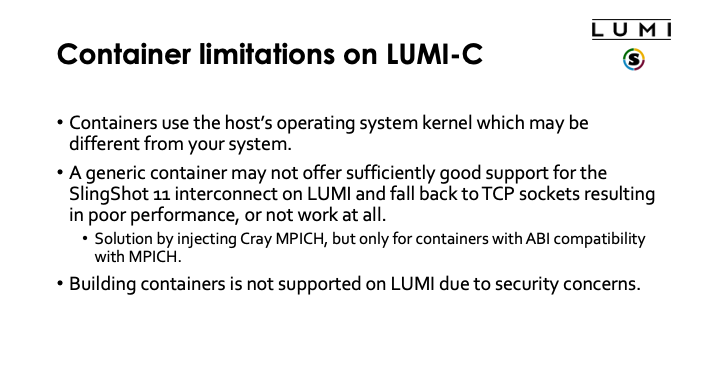 LUMI
S
Container limitations on LUMI-C
• Containers use the host's operating system kernel which may be
different from your system.
• A generic container may not offer sufficiently good support for the
SlingShot 11 interconnect on LUMI and fall back to TCP sockets resulting
in poor performance, or not work at all.
• Solution by injecting Cray MPICH, but only for containers with ABI compatibility
with MPICH.
• Building containers is not supported on LUMI due to security concerns.